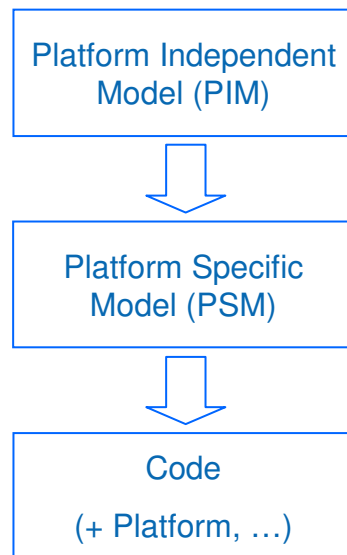 Platform Independent
Model (PIM)
Platform Specific
Model (PSM)
Code
(+ Platform, …)